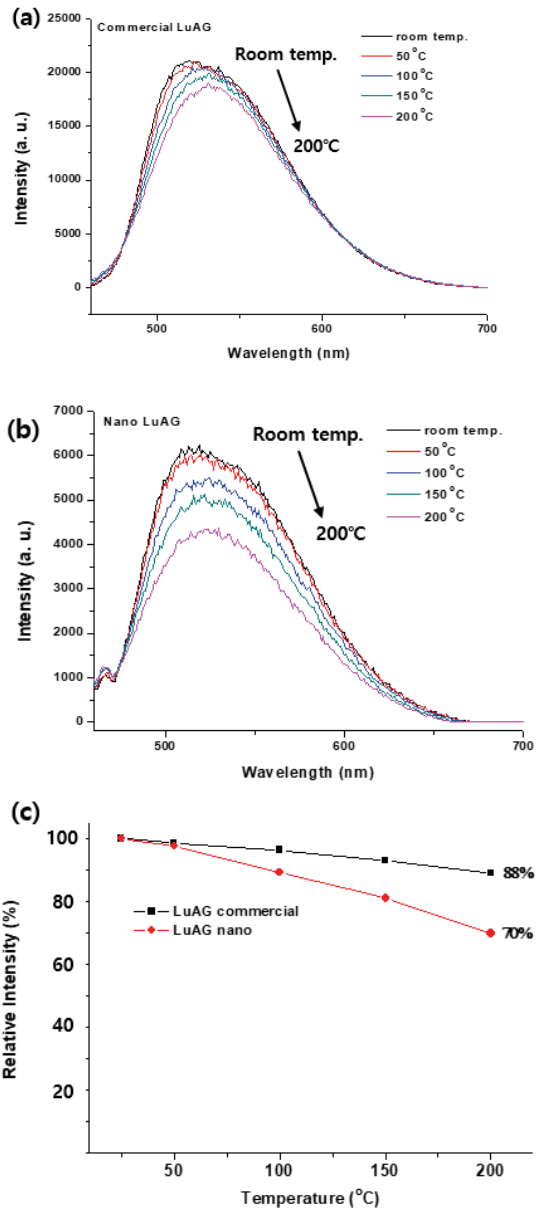 (a)
Commercial LuAG
Intensity (a. u.)
25000
20000
15000
10000
5000
0
room temp.
50°C
100°C
150°C
200°C
Room temp.
200℃
500
600
700
Wavelength (nm)
(b)
Nano LuAG
Intensity (a. u.)
7000
6000
5000
4000
3000
2000
1000
0
room temp.
50°C
100°C
150°C
200°C
Room temp.
200℃
500
600
700
Wavelength (nm)
(c)
Relative Intensity (%)
100
80
60
40
20
LuAG commercial
LuAG nano
88%
70%
50
100
150
200
Temperature (°C)